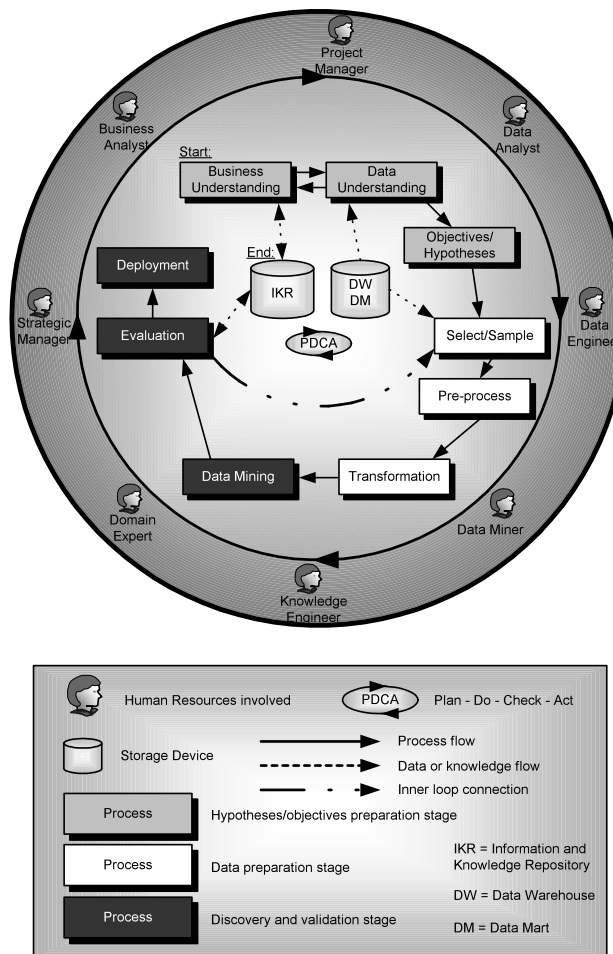 Project
Manager
Business
Analyst
Data
Analyst
Start:
Business
Understanding
Data
Understanding
Objectives/
Hypotheses
End:
Deployment
IKR
DW
DM
Strategic
Manager
Evaluation
PDCA
Select/Sample
Data
Engineer
Pre-process
Data Mining
Transformation
Domain
Expert
Data Miner
Knowledge
Engineer
Human Resources involved
PDCA
Plan - Do - Check - Act
Storage Device
Process flow
Data or knowledge flow
Inner loop connection
Process
Hypotheses/objectives preparation stage
Process
Data preparation stage
IKR = Information and
Knowledge Repository
DW = Data Warehouse
Process
Discovery and validation stage
DM = Data Mart